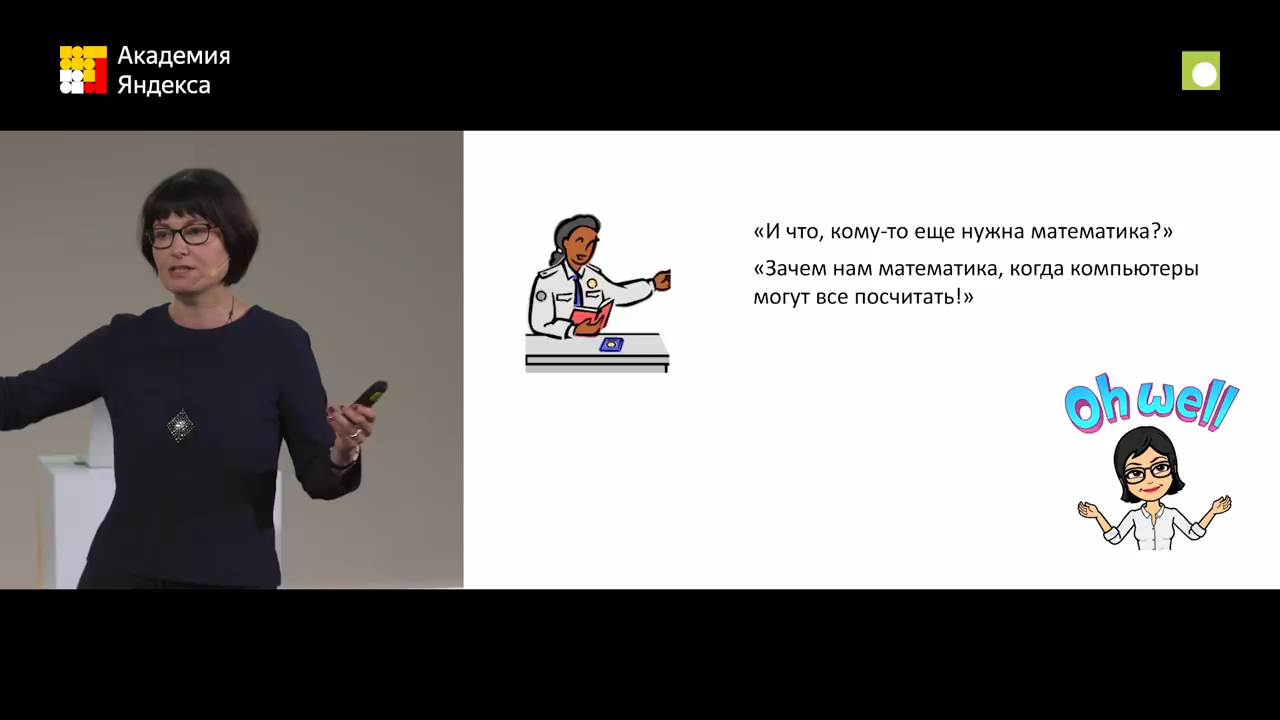 Академия
Яндекса
«И что, кому-то еще нужна математика?»
«Зачем нам математика, когда компьютеры
могут все посчитать!»
Oh well